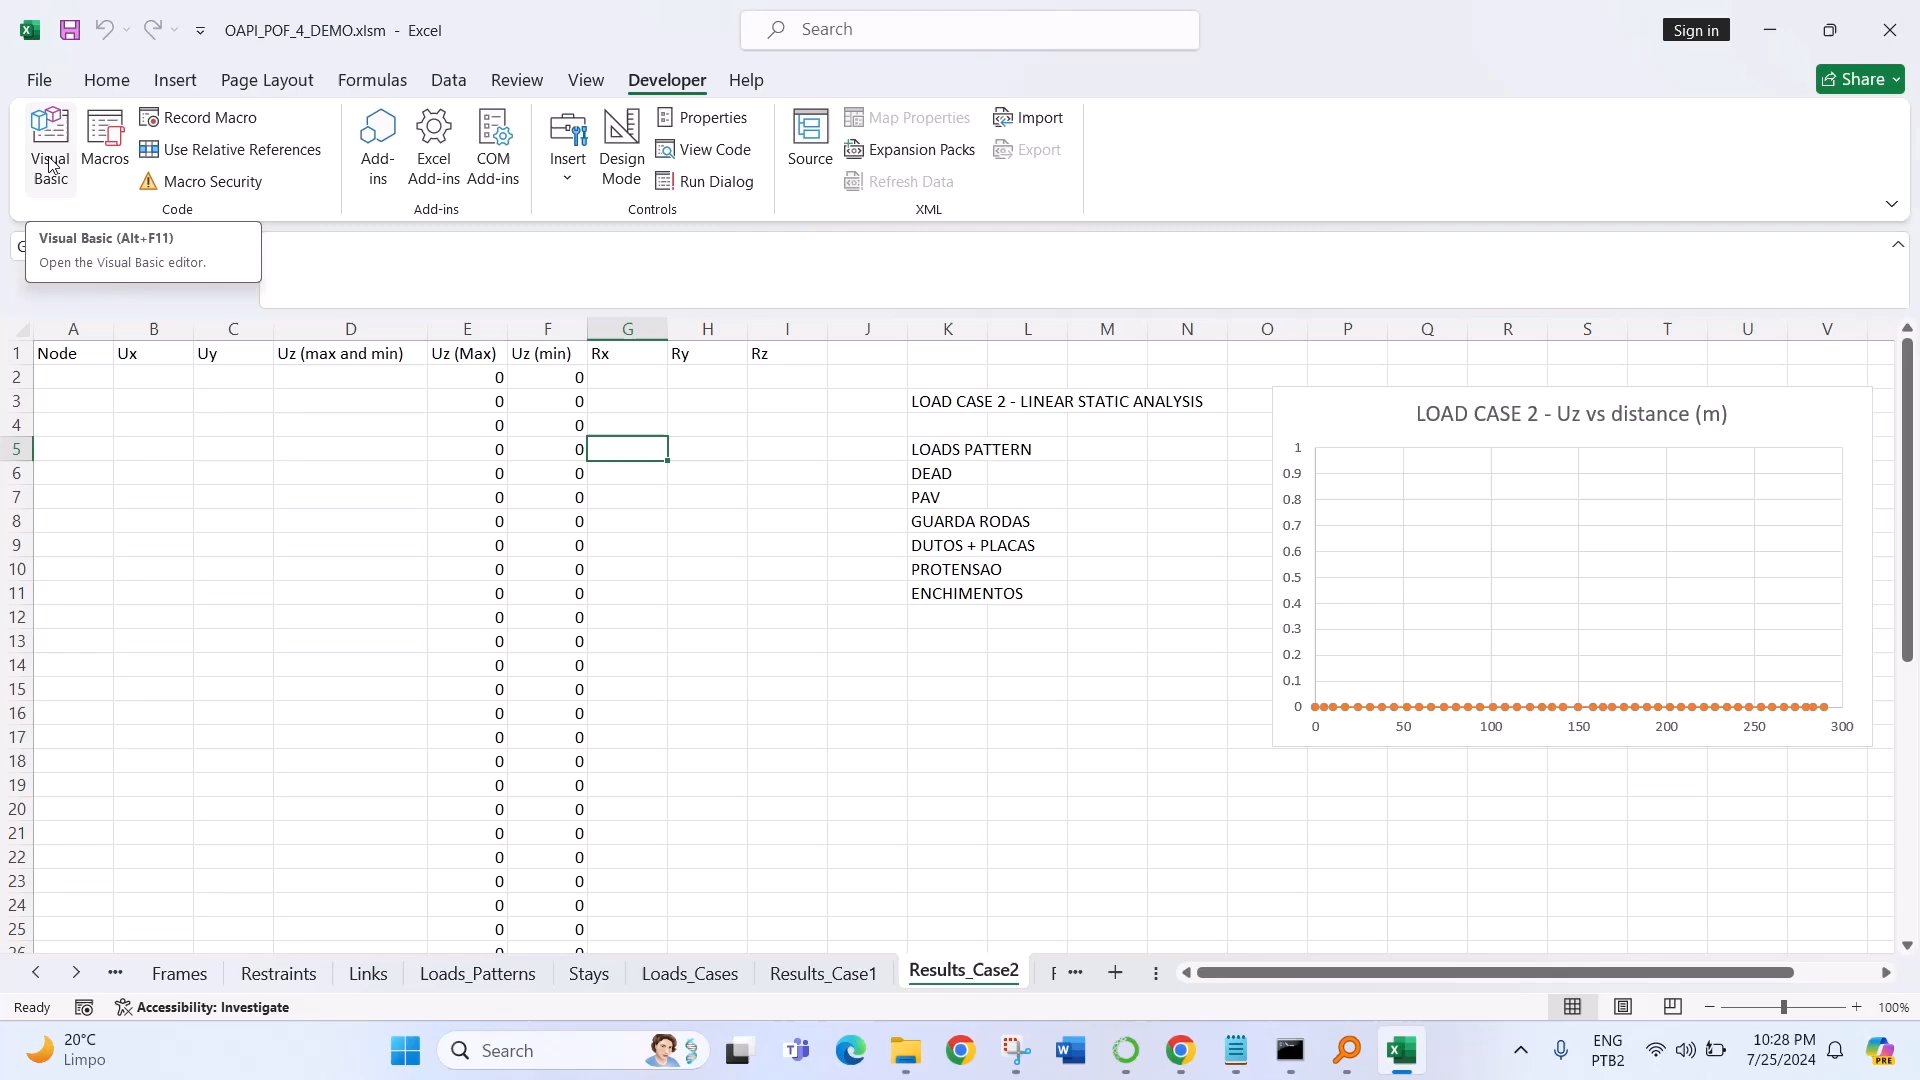 OAPI_POF_4_DEMO.xlsm - Excel
Search
Sign in
File Home Insert Page Layout Formulas Data Review View Developer Help
Share
Visual Basic
Macros
Record Macro
Use Relative References
Macro Security
Code
Add-ins
Excel Add-ins
COM Add-ins
Add-ins
Insert
Design Mode
Properties
View Code
Run Dialog
Controls
Source
Map Properties
Expansion Packs
Refresh Data
Import
Export
XML
Visual Basic (Alt+F11)
Open the Visual Basic editor.
A B C D E F G H I J K L M N O P Q R S T U V
1 Node Ux Uy Uz (max and min) Uz (Max) Uz (min) Rx Ry Rz
2 0 0
3 0 0 LOAD CASE 2 - LINEAR STATIC ANALYSIS
4 0 0
5 0 0 LOADS PATTERN
6 0 0 DEAD
7 0 0 PAV
8 0 0 GUARDA RODAS
9 0 0 DUTOS + PLACAS
10 0 0 PROTENSAO
11 0 0 ENCHIMENTOS
12 0 0
13 0 0
14 0 0
15 0 0
16 0 0
17 0 0
18 0 0
19 0 0
20 0 0
21 0 0
22 0 0
23 0 0
24 0 0
25 0 0
26 0 0
LOAD CASE 2 - Uz vs distance (m)
1
0.9
0.8
0.7
0.6
0.5
0.4
0.3
0.2
0.1
0
0 50 100 150 200 250 300
Frames Restraints Links Loads_Patterns Stays Loads_Cases Results_Case1 Results_Case2
Ready
Accessibility: Investigate
100%
20°C
Limpo
Search
ENG
PTB2
10:28 PM
7/25/2024
PRE